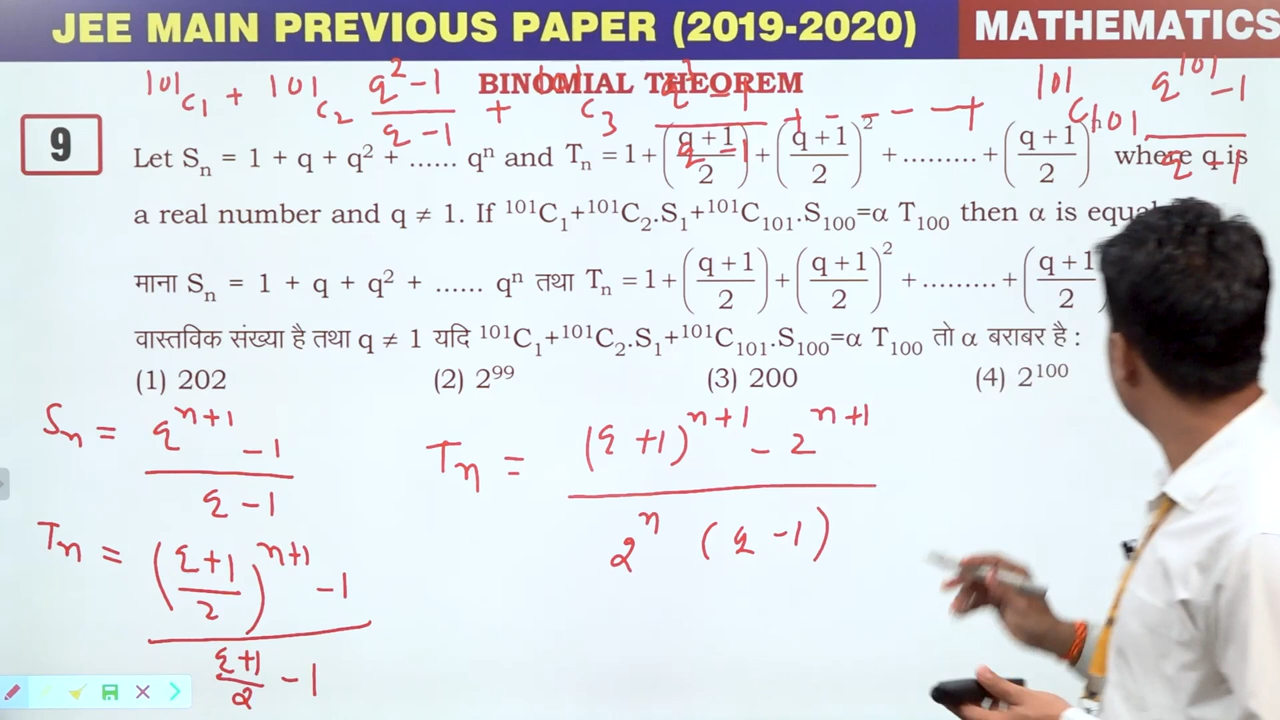 JEE MAIN PREVIOUS PAPER (2019-2020) MATHEMATICS
BINOMIAL THEOREM
¹⁰¹C₁ + ¹⁰¹C₂ (q² - 1)/(q - 1) + ¹⁰¹C₃ + - - - - + ¹⁰¹C₁₀₁ (q¹⁰¹ - 1)/(q - 1)
9
Let Sₙ = 1 + q + q² + ...... qⁿ and Tₙ = 1 + ((q + 1)/2) + ((q + 1)/2)² + ......... + ((q + 1)/2)ⁿ where q is
a real number and q ≠ 1. If ¹⁰¹C₁+¹⁰¹C₂.S₁+¹⁰¹C₁₀₁.S₁₀₀=α T₁₀₀ then α is equal
माना Sₙ = 1 + q + q² + ...... qⁿ तथा Tₙ = 1 + ((q + 1)/2) + ((q + 1)/2)² + ......... + ((q + 1)/2)
वास्तविक संख्या है तथा q ≠ 1 यदि ¹⁰¹C₁+¹⁰¹C₂.S₁+¹⁰¹C₁₀₁.S₁₀₀=α T₁₀₀ तो α बराबर है :
(1) 202 (2) 2⁹⁹ (3) 200 (4) 2¹⁰⁰
Sₙ = (qⁿ⁺¹ - 1)/(q - 1)
Tₙ = ((q + 1)ⁿ⁺¹ - 2ⁿ⁺¹)/(2ⁿ (q - 1))
Tₙ = (((q + 1)/2)ⁿ⁺¹ - 1)/((q + 1)/2 - 1)